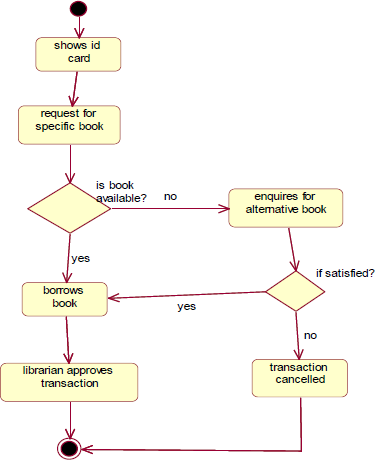 shows id
card
request for
specific book
is book
available?
no
enquires for
alternative book
yes
if satisfied?
borrows
book
yes
no
librarian approves
transaction
transaction
cancelled